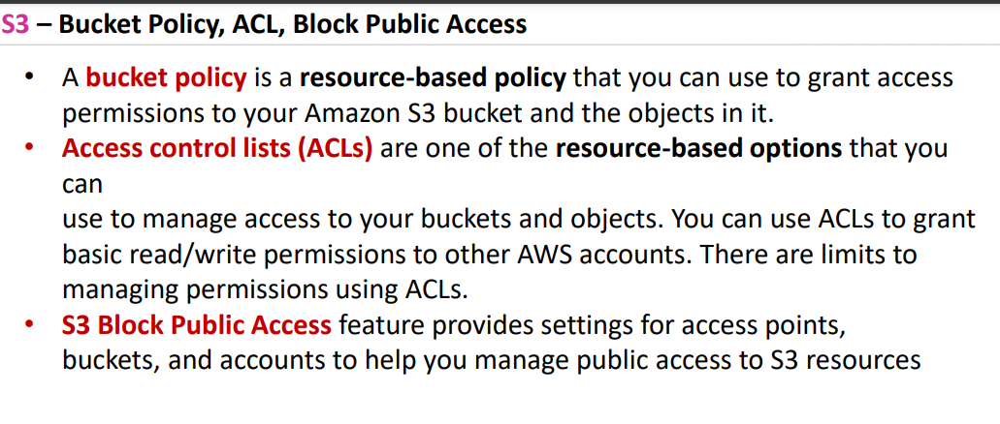 S3 – Bucket Policy, ACL, Block Public Access
• A bucket policy is a resource-based policy that you can use to grant access
permissions to your Amazon S3 bucket and the objects in it.
• Access control lists (ACLs) are one of the resource-based options that you
can
use to manage access to your buckets and objects. You can use ACLs to grant
basic read/write permissions to other AWS accounts. There are limits to
managing permissions using ACLs.
• S3 Block Public Access feature provides settings for access points,
buckets, and accounts to help you manage public access to S3 resources